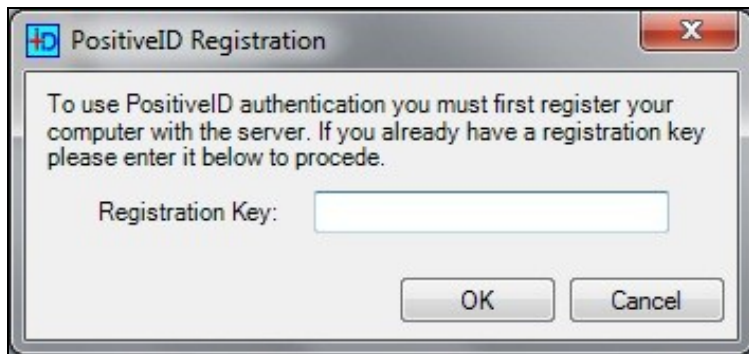 PositiveID Registration
To use PositiveID authentication you must first register your
computer with the server. If you already have a registration key
please enter it below to procede.
Registration Key:
OK Cancel